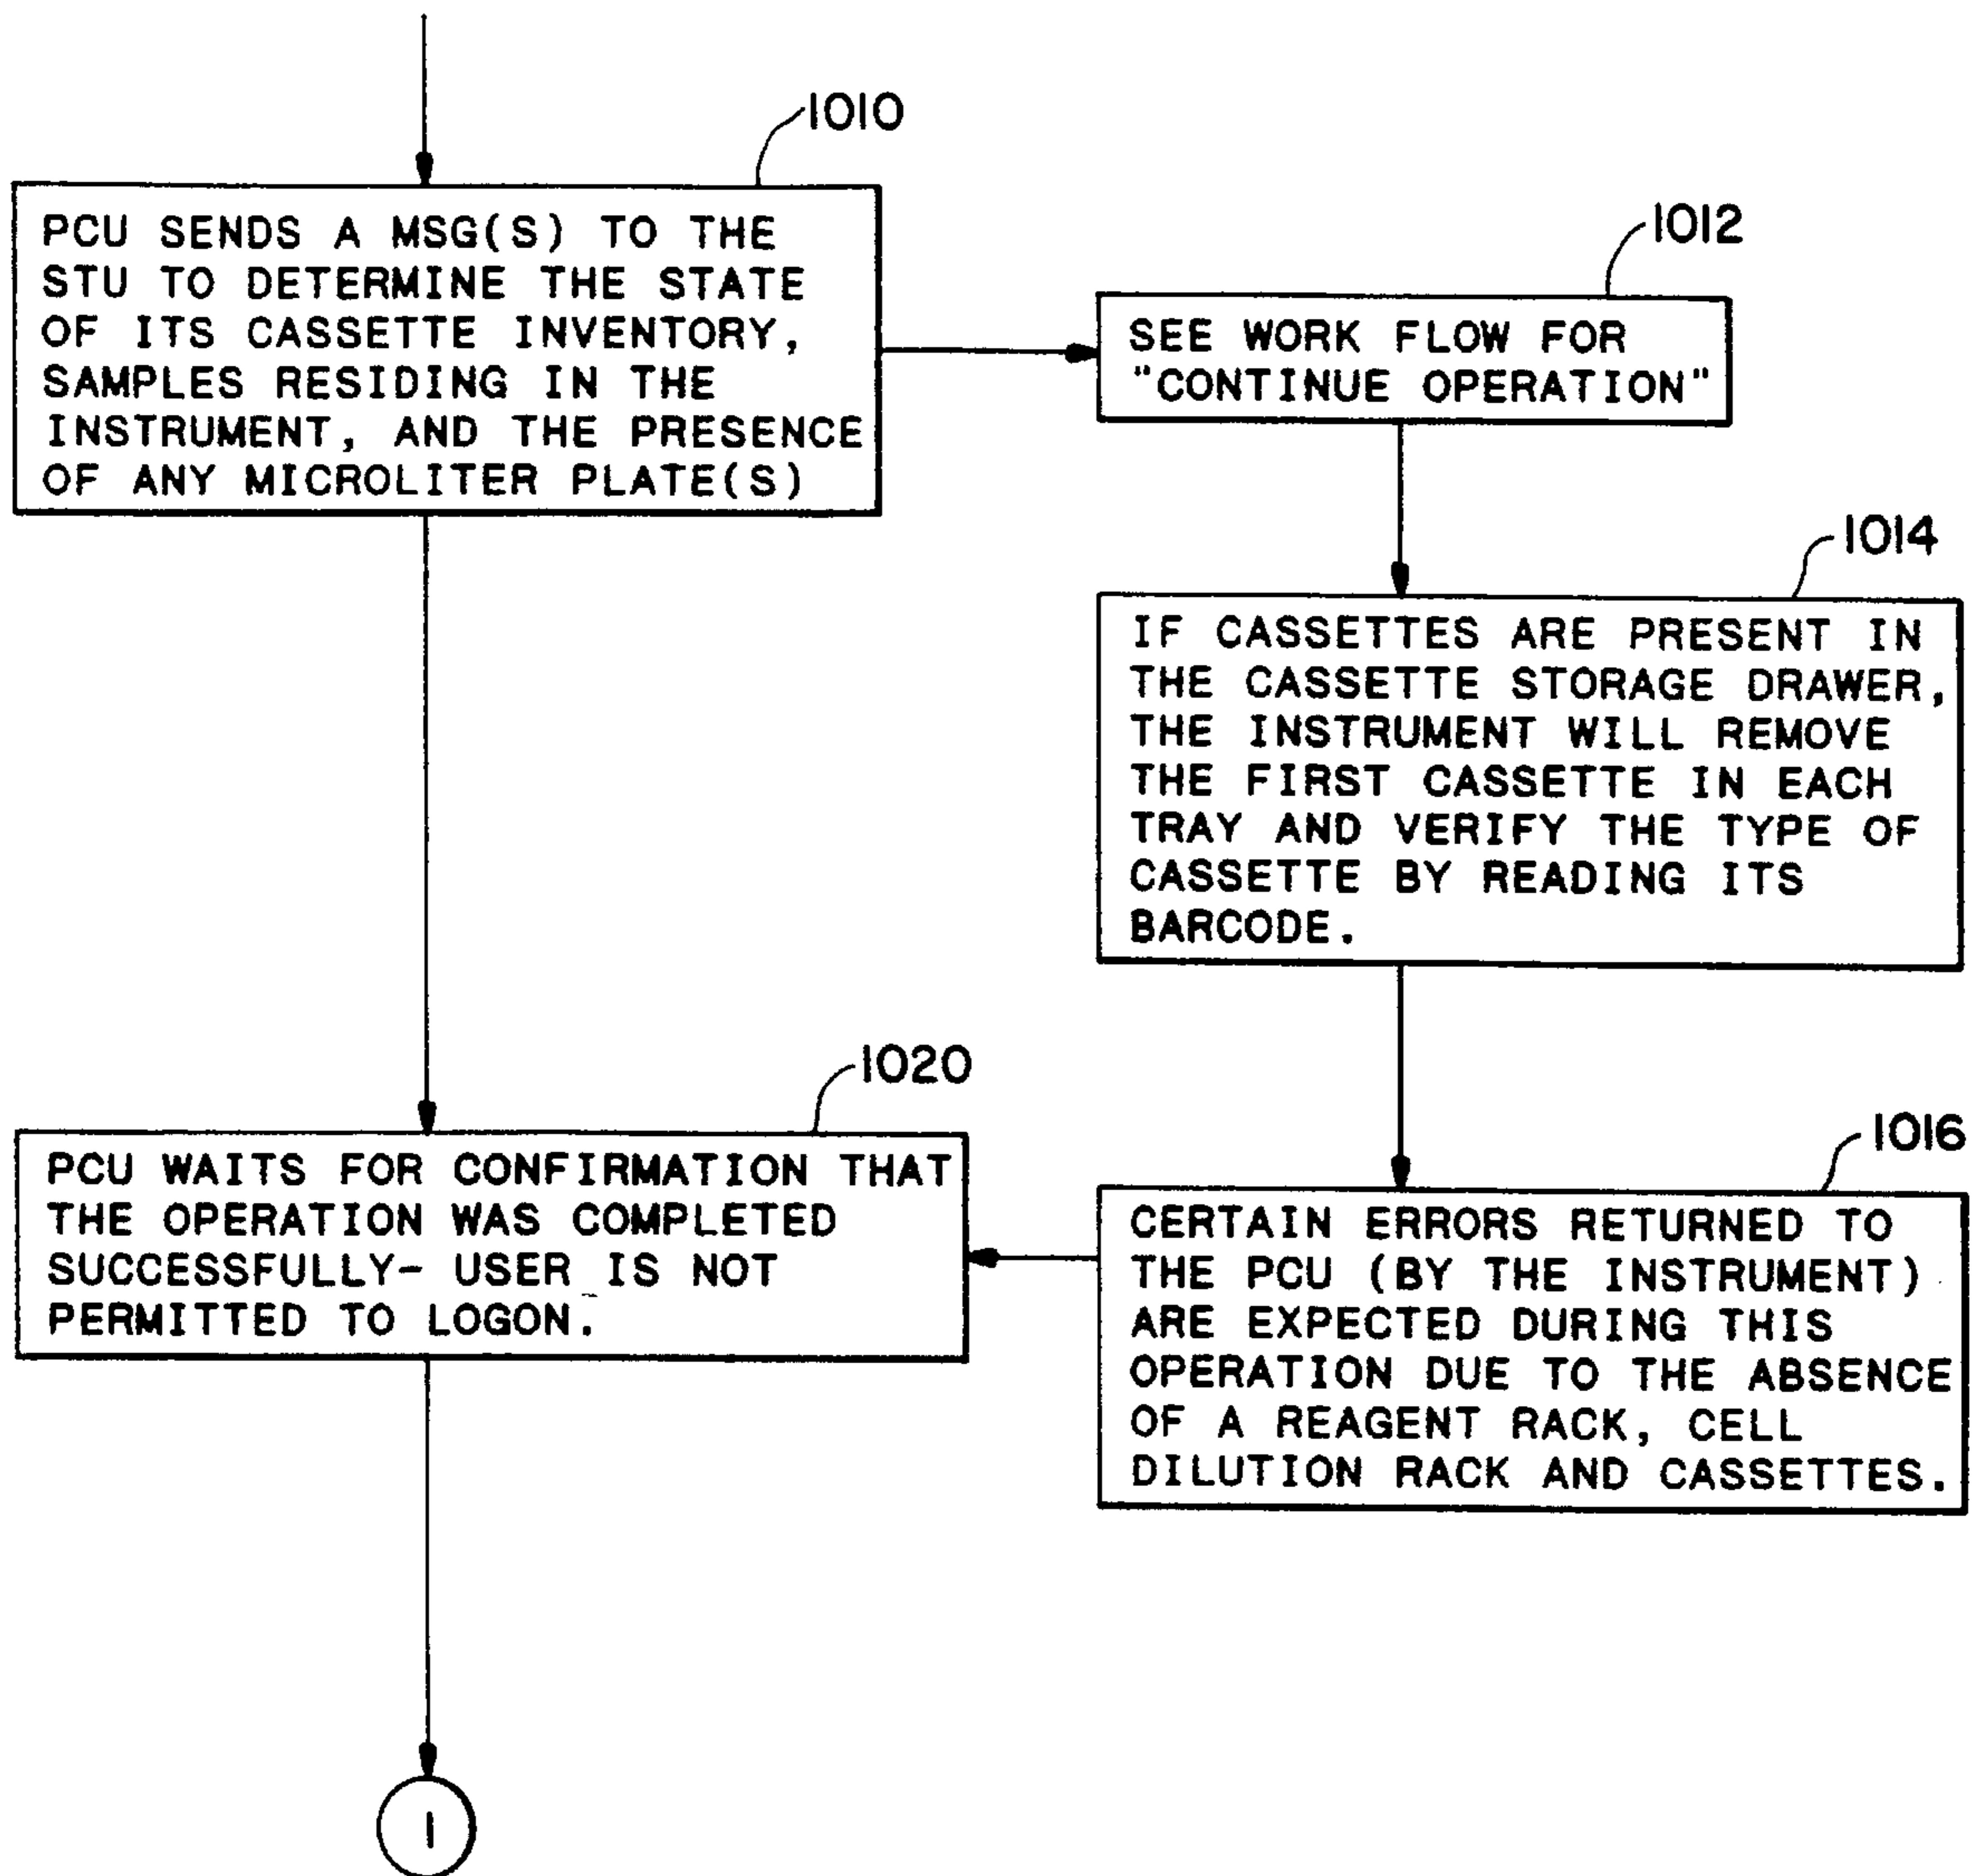 1010
PCU SENDS A MSG(S) TO THE
STU TO DETERMINE THE STATE
OF ITS CASSETTE INVENTORY,
SAMPLES RESIDING IN THE
INSTRUMENT, AND THE PRESENCE
OF ANY MICROLITER PLATE(S)
1012
SEE WORK FLOW FOR
"CONTINUE OPERATION"
1014
IF CASSETTES ARE PRESENT IN
THE CASSETTE STORAGE DRAWER,
THE INSTRUMENT WILL REMOVE
THE FIRST CASSETTE IN EACH
TRAY AND VERIFY THE TYPE OF
CASSETTE BY READING ITS
BARCODE.
1016
CERTAIN ERRORS RETURNED TO
THE PCU (BY THE INSTRUMENT)
ARE EXPECTED DURING THIS
OPERATION DUE TO THE ABSENCE
OF A REAGENT RACK, CELL
DILUTION RACK AND CASSETTES.
1020
PCU WAITS FOR CONFIRMATION THAT
THE OPERATION WAS COMPLETED
SUCCESSFULLY- USER IS NOT
PERMITTED TO LOGON.
1